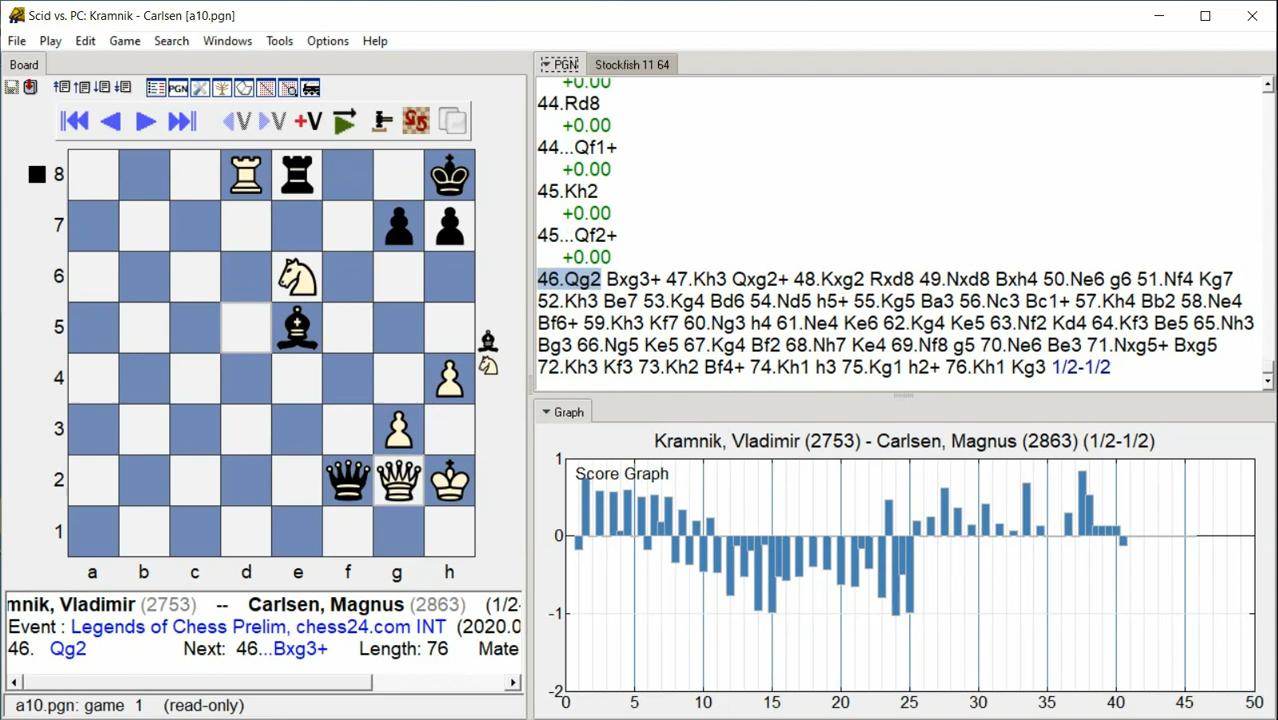 Scid vs. PC: Kramnik - Carlsen [a10.pgn]
File Play Edit Game Search Windows Tools Options Help
Board
PGN
V V +V
8
7
6
5
4
3
2
1
a b c d e f g h
mnik, Vladimir (2753) -- Carlsen, Magnus (2863) (1/2-
Event : Legends of Chess Prelim, chess24.com INT (2020.0
46. Qg2 Next: 46...Bxg3+ Length: 76 Mate
a10.pgn: game 1 (read-only)
PGN Stockfish 11 64
+0.00
44.Rd8
+0.00
44...Qf1+
+0.00
45.Kh2
+0.00
45...Qf2+
+0.00
46.Qg2 Bxg3+ 47.Kh3 Qxg2+ 48.Kxg2 Rxd8 49.Nxd8 Bxh4 50.Ne6 g6 51.Nf4 Kg7
52.Kh3 Be7 53.Kg4 Bd6 54.Nd5 h5+ 55.Kg5 Ba3 56.Nc3 Bc1+ 57.Kh4 Bb2 58.Ne4
Bf6+ 59.Kh3 Kf7 60.Ng3 h4 61.Ne4 Ke6 62.Kg4 Ke5 63.Nf2 Kd4 64.Kf3 Be5 65.Nh3
Bg3 66.Ng5 Ke5 67.Kg4 Bf2 68.Nh7 Ke4 69.Nf8 g5 70.Ne6 Be3 71.Nxg5+ Bxg5
72.Kh3 Kf3 73.Kh2 Bf4+ 74.Kh1 h3 75.Kg1 h2+ 76.Kh1 Kg3 1/2-1/2
Graph
Kramnik, Vladimir (2753) - Carlsen, Magnus (2863) (1/2-1/2)
Score Graph
1
0
-1
-2
0 5 10 15 20 25 30 35 40 45 50